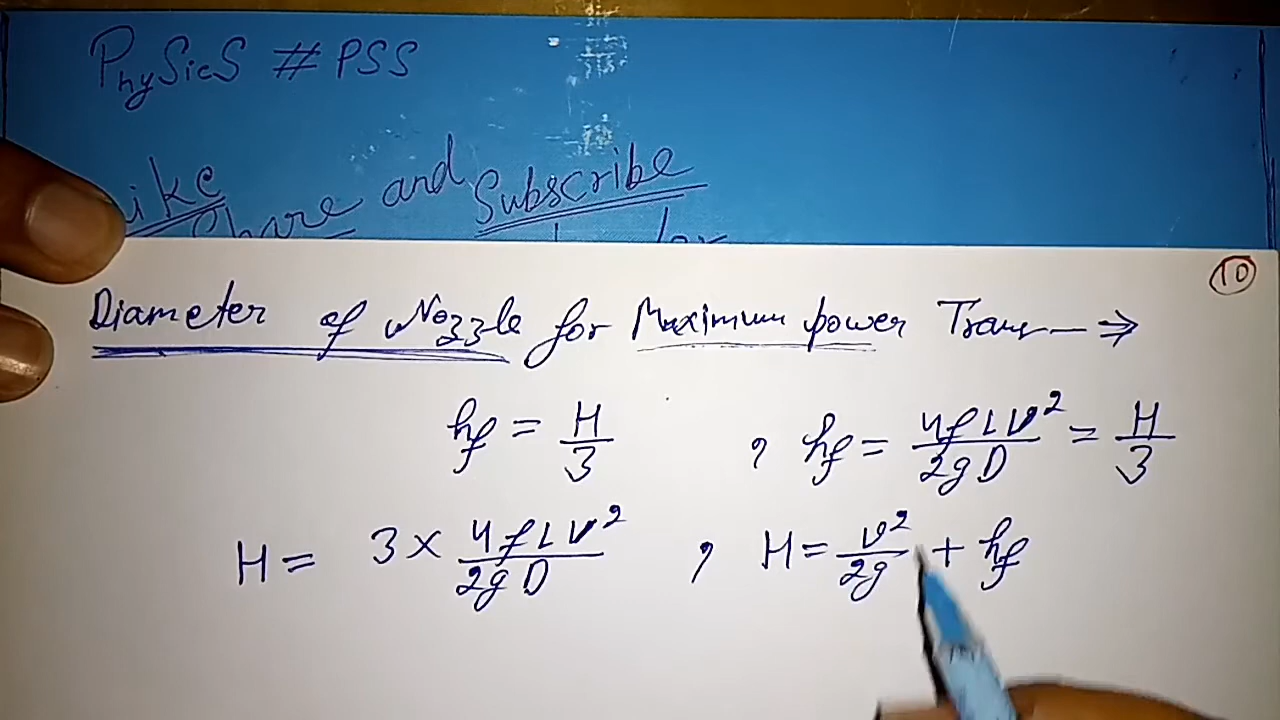 PhySicS # PSS
Like Share and Subscribe
10
Diameter of Nozzle for Maximum power Trans— ⇒
hf = H/3 , hf = 4fLV²/2gD = H/3
H = 3 × 4fLV²/2gD , H = v²/2g + hf